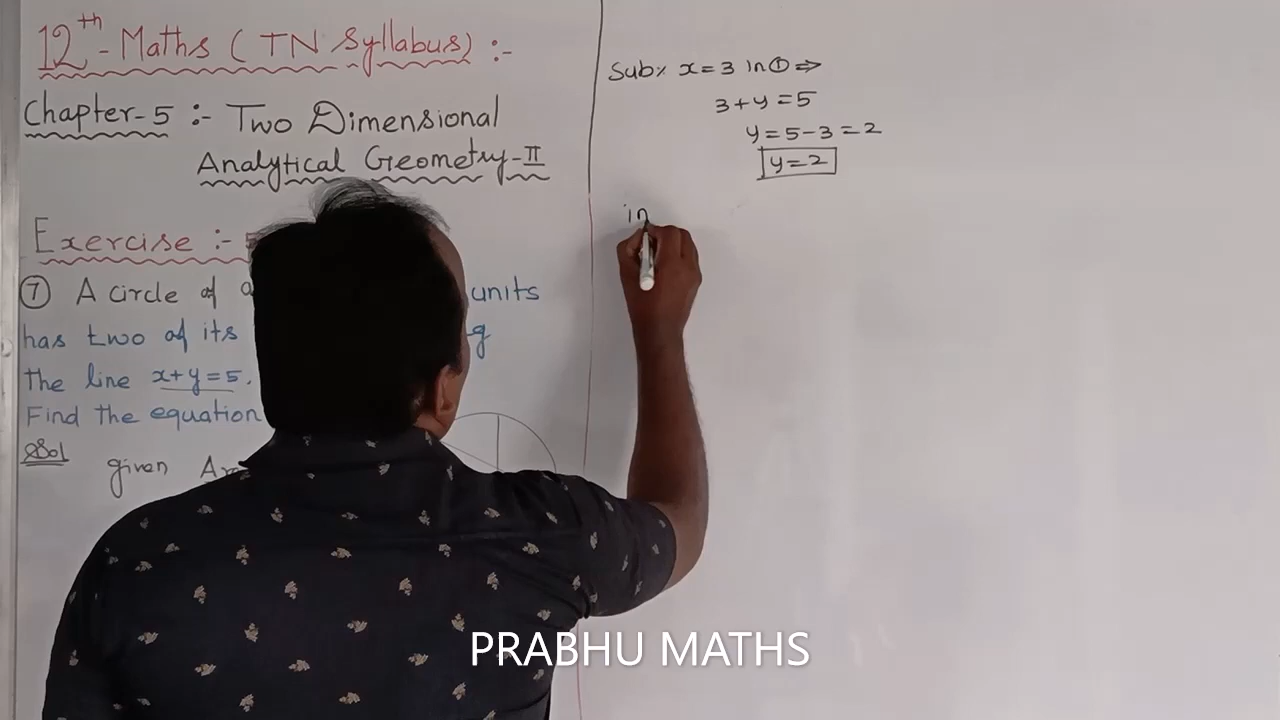 12th - Maths ( TN Syllabus) :-
Chapter-5 :- Two Dimensional
Analytical Geometry-II
Exercise :-
⑦ A circle of a units
has two of its g
the line x+y=5.
Find the equation
Sol
given Ar
Sub: x=3 in ① ⇒
3+y=5
y=5-3=2
y=2
in
PRABHU MATHS